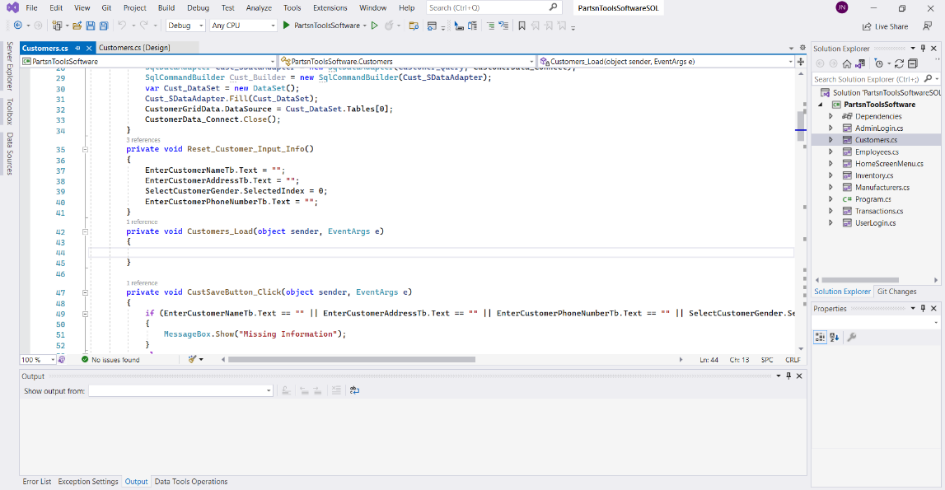 File Edit View Git Project Build Debug Test Analyze Tools Extensions Window Help Search (Ctrl+Q) PartsnToolsSoftwareSOL IN
Debug Any CPU PartsnToolsSoftware Live Share
Server Explorer
Toolbox
Data Sources
Customers.cs Customers.cs [Design]
PartsnToolsSoftware PartsnToolsSoftware.Customers Customers_Load(object sender, EventArgs e)
29 SqlCommandBuilder Cust_Builder = new SqlCommandBuilder(Cust_SDataAdapter);
30 var Cust_DataSet = new DataSet();
31 Cust_SDataAdapter.Fill(Cust_DataSet);
32 CustomerGridData.DataSource = Cust_DataSet.Tables[0];
33 CustomerData_Connect.Close();
34 }
references
35 private void Reset_Customer_Input_Info()
36 {
37 EnterCustomerNameTb.Text = "";
38 EnterCustomerAddressTb.Text = "";
39 SelectCustomerGender.SelectedIndex = 0;
40 EnterCustomerPhoneNumberTb.Text = "";
41 }
1 reference
42 private void Customers_Load(object sender, EventArgs e)
43 {
44
45 }
46
1 reference
47 private void CustSaveButton_Click(object sender, EventArgs e)
48 {
49 if (EnterCustomerNameTb.Text == "" || EnterCustomerAddressTb.Text == "" || EnterCustomerPhoneNumberTb.Text == "" || SelectCustomerGender.Se
50 {
51 MessageBox.Show("Missing Information");
52 }
100 % No issues found Ln: 44 Ch: 13 SPC CRLF
Output
Show output from:
Error List Exception Settings Output Data Tools Operations
Solution Explorer
Search Solution Explorer (Ctrl+;)
Solution 'PartsnToolsSoftwareSOL
PartsnToolsSoftware
Dependencies
AdminLogin.cs
Customers.cs
Employees.cs
HomeScreenMenu.cs
Inventory.cs
Manufacturers.cs
C# Program.cs
Transactions.cs
UserLogin.cs
Solution Explorer Git Changes
Properties